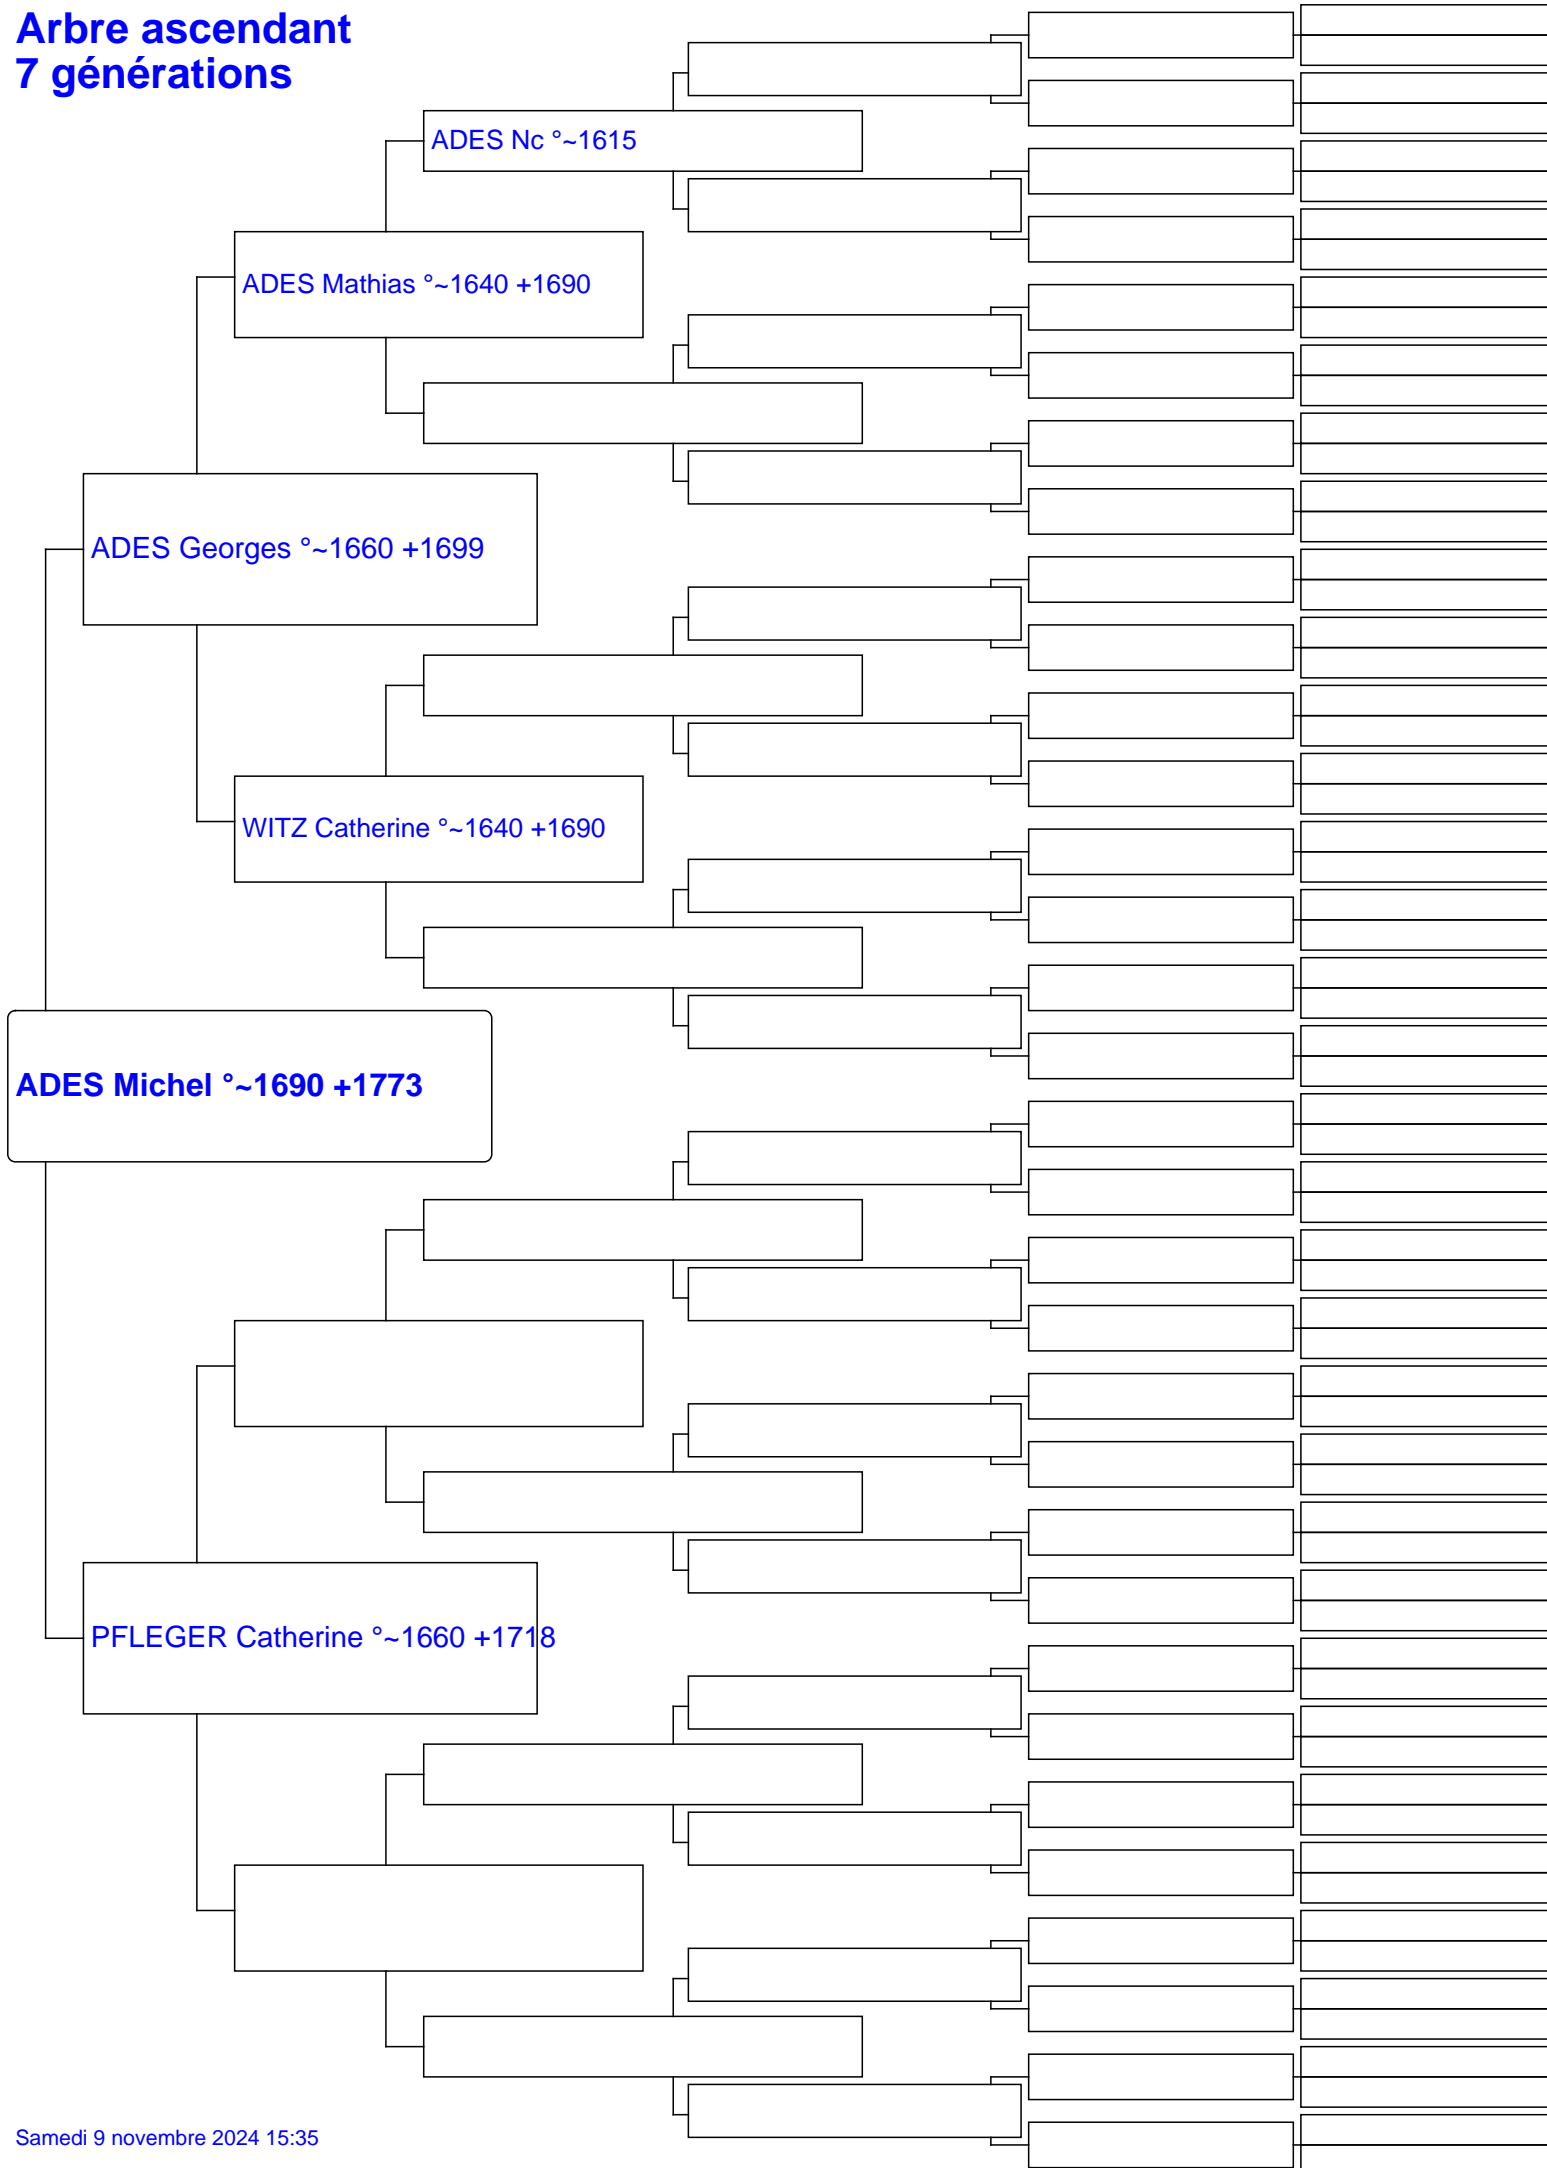 Arbre ascendant
7 générations
ADES Nc °~1615
ADES Mathias °~1640 +1690
ADES Georges °~1660 +1699
WITZ Catherine °~1640 +1690
ADES Michel °~1690 +1773
PFLEGER Catherine °~1660 +1718
Samedi 9 novembre 2024 15:35